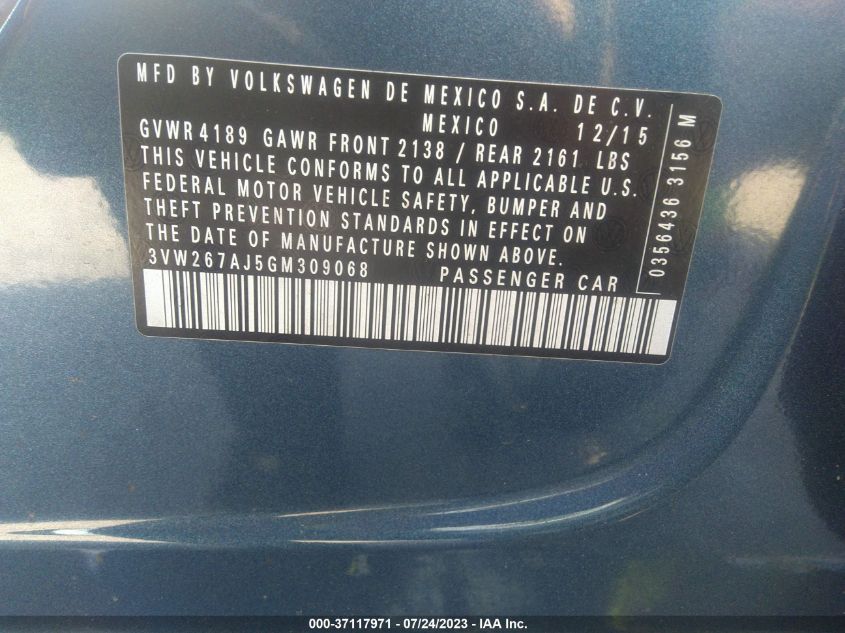 MFD BY VOLKSWAGEN DE MEXICO S.A. DE C.V.
MEXICO 12/15
GVWR 4189 GAWR FRONT 2138 / REAR 2161 LBS
THIS VEHICLE CONFORMS TO ALL APPLICABLE U.S.
FEDERAL MOTOR VEHICLE SAFETY, BUMPER AND
THEFT PREVENTION STANDARDS IN EFFECT ON
THE DATE OF MANUFACTURE SHOWN ABOVE.
3VW267AJ5GM309068 PASSENGER CAR
0356436 3156 M
000-37117971 - 07/24/2023 - IAA Inc.